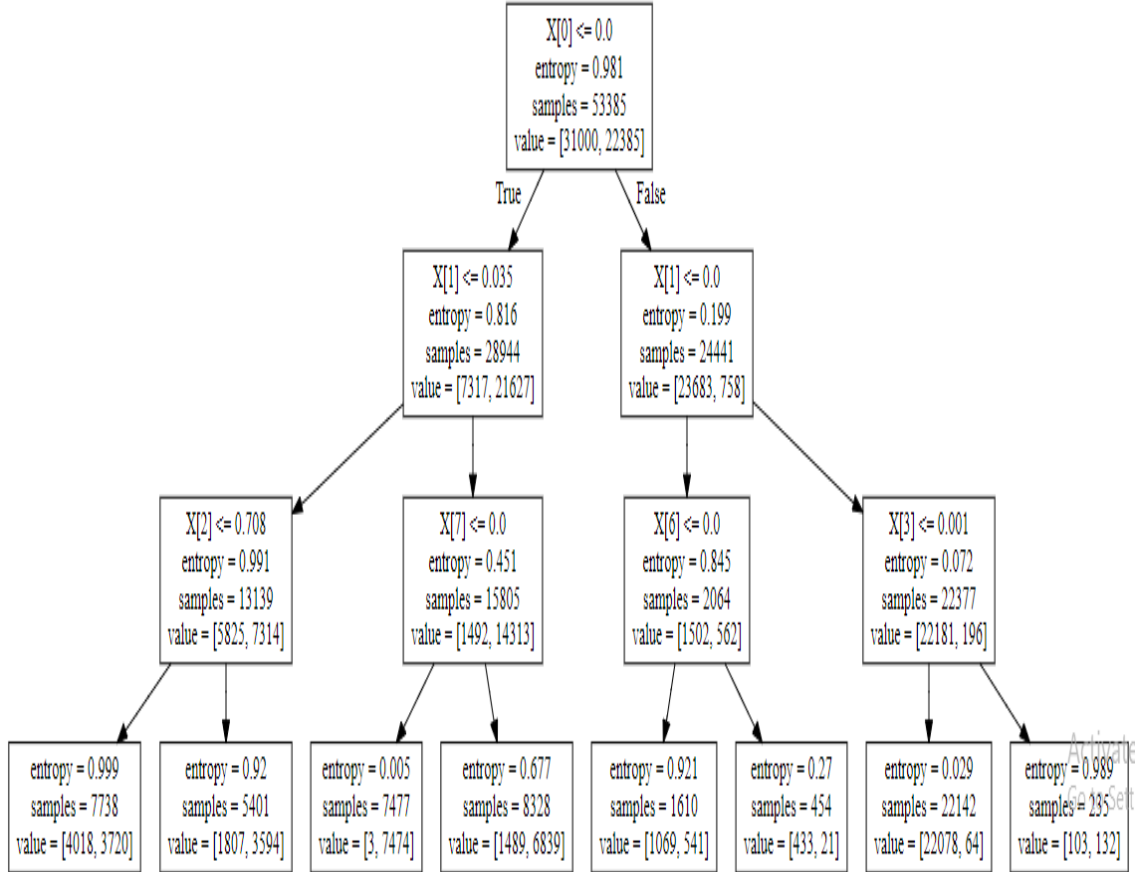 X[0] <= 0.0
entropy = 0.981
samples = 53385
value = [31000, 22385]
True
False
X[1] <= 0.035
entropy = 0.816
samples = 28944
value = [7317, 21627]
X[1] <= 0.0
entropy = 0.199
samples = 24441
value = [23683, 758]
X[2] <= 0.708
entropy = 0.991
samples = 13139
value = [5825, 7314]
X[7] <= 0.0
entropy = 0.451
samples = 15805
value = [1492, 14313]
X[6] <= 0.0
entropy = 0.845
samples = 2064
value = [1502, 562]
X[3] <= 0.001
entropy = 0.072
samples = 22377
value = [22181, 196]
entropy = 0.999
samples = 7738
value = [4018, 3720]
entropy = 0.92
samples = 5401
value = [1807, 3594]
entropy = 0.005
samples = 7477
value = [3, 7474]
entropy = 0.677
samples = 8328
value = [1489, 6839]
entropy = 0.921
samples = 1610
value = [1069, 541]
entropy = 0.27
samples = 454
value = [433, 21]
entropy = 0.029
samples = 22142
value = [22078, 64]
entropy = 0.989
samples = 235
value = [103, 132]
Activate
Go to Sett